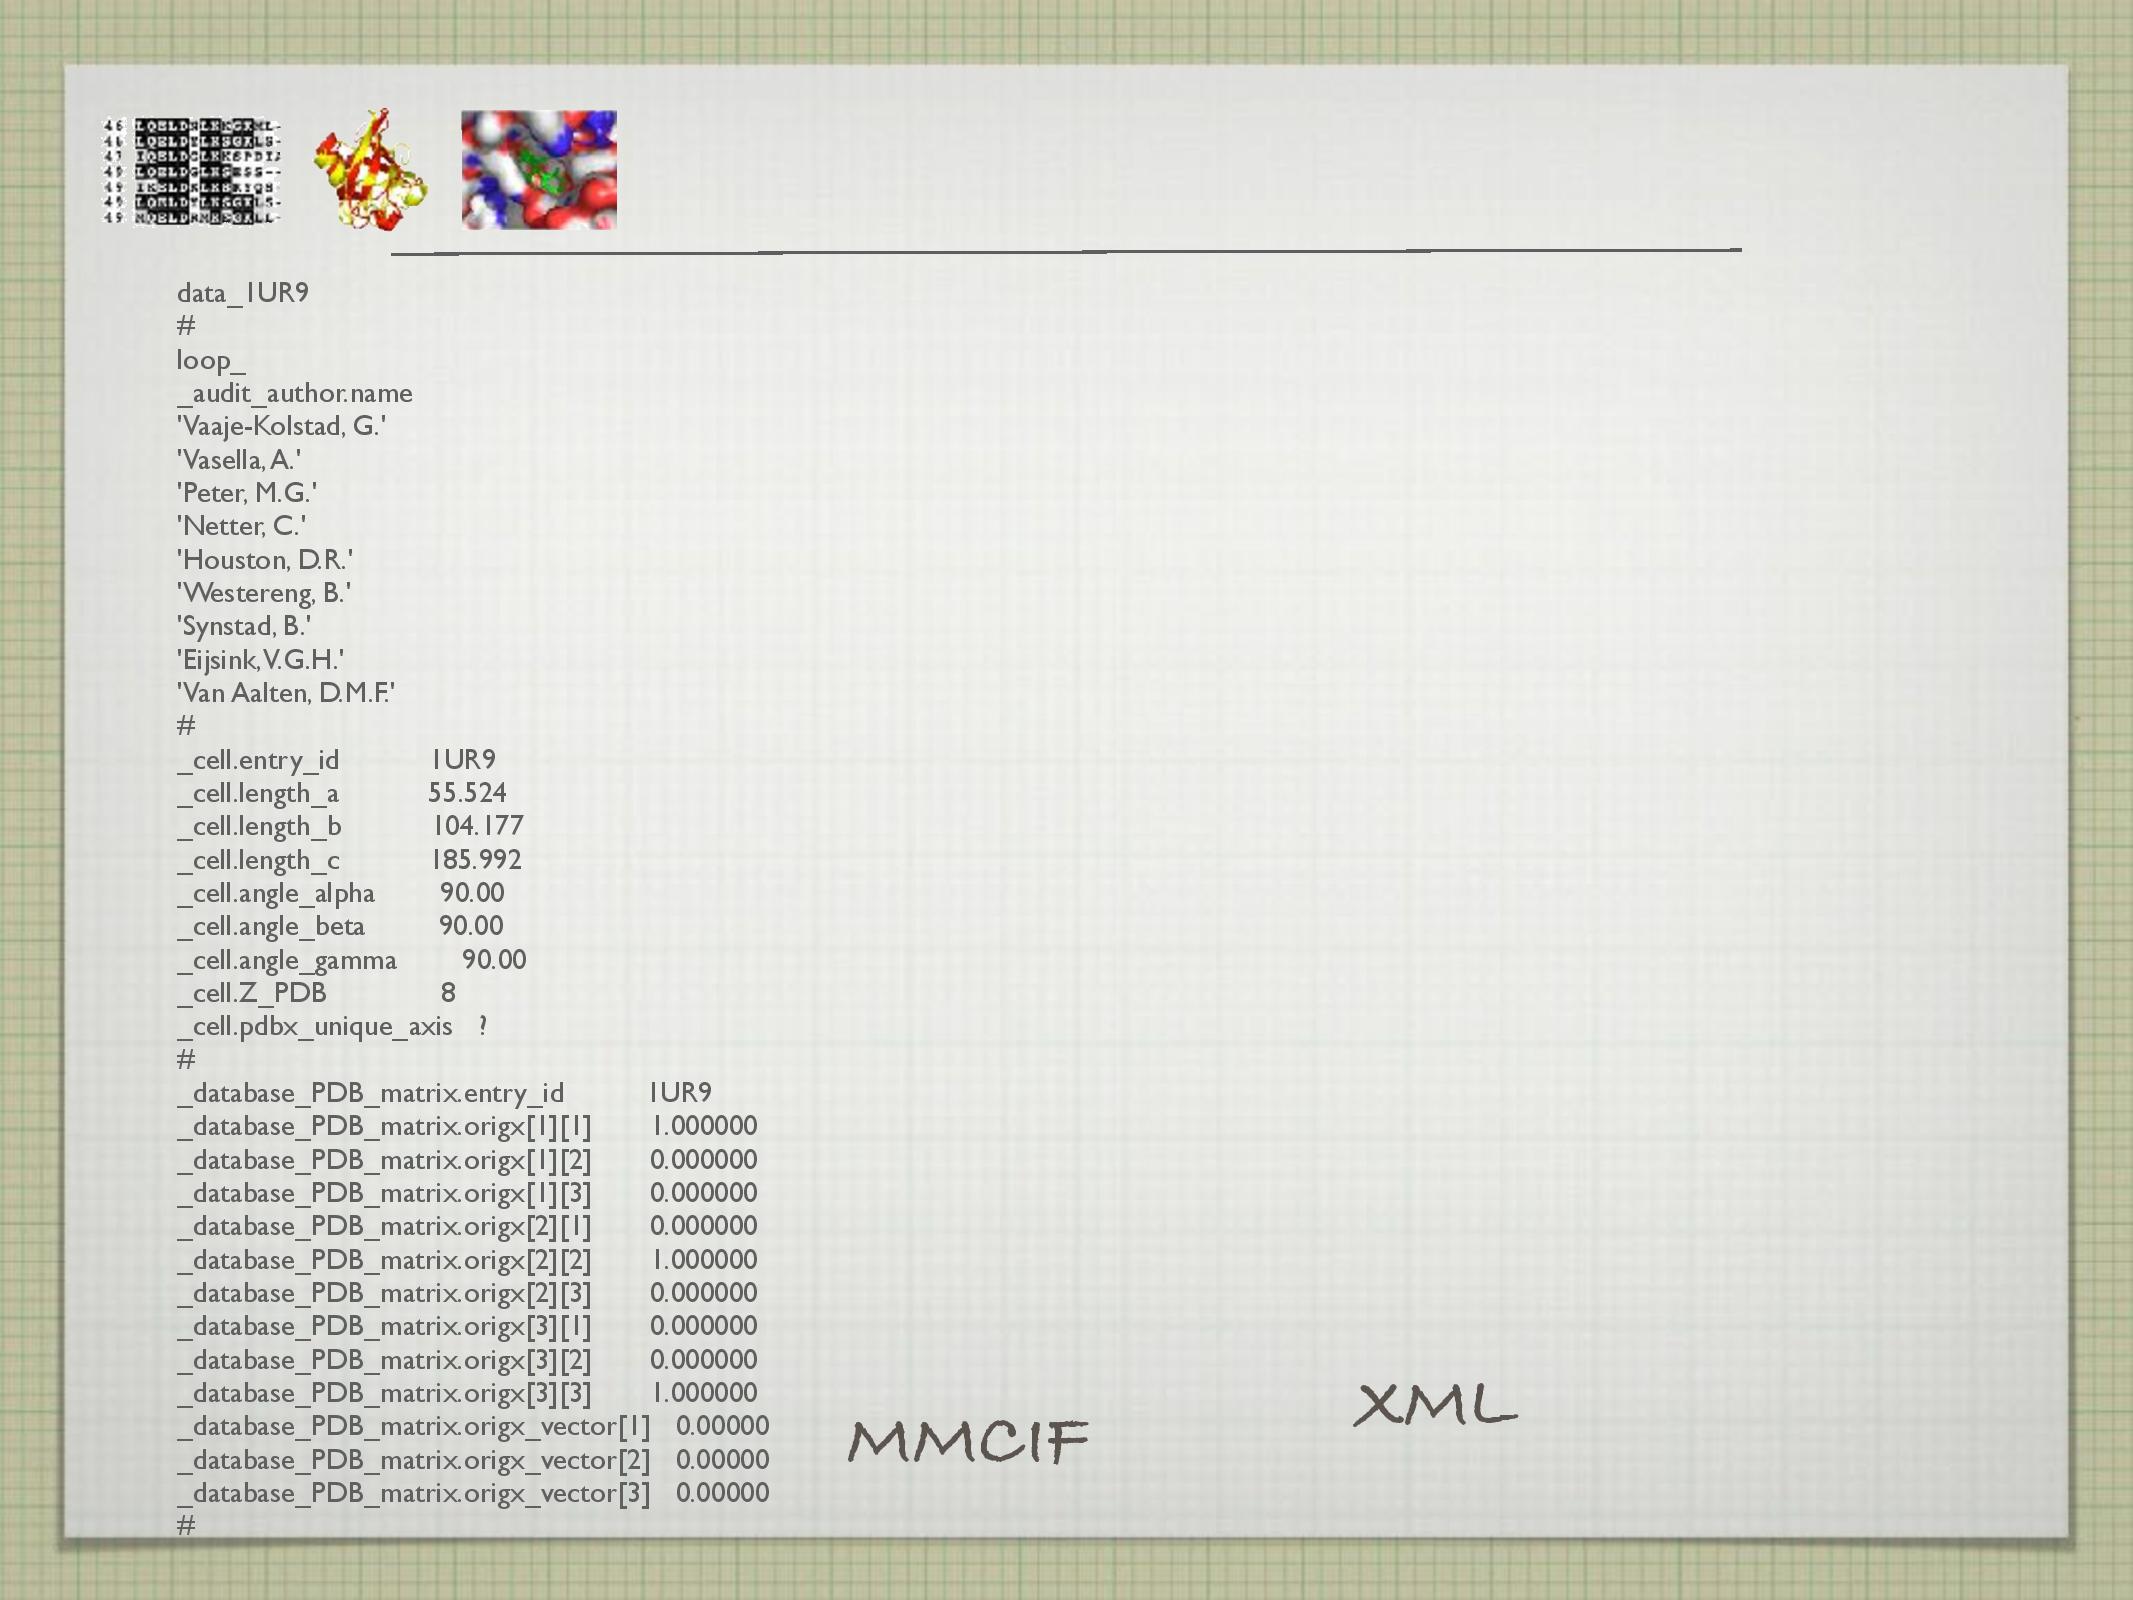 data_1UR9
#
loop_
_audit_author.name
'Vaaje-Kolstad, G.'
'Vasella, A.'
'Peter, M.G.'
'Netter, C.'
'Houston, D.R.'
'Westereng, B.'
'Synstad, B.'
'Eijsink, V.G.H.'
'Van Aalten, D.M.F.'
#
_cell.entry_id 1UR9
_cell.length_a 55.524
_cell.length_b 104.177
_cell.length_c 185.992
_cell.angle_alpha 90.00
_cell.angle_beta 90.00
_cell.angle_gamma 90.00
_cell.Z_PDB 8
_cell.pdbx_unique_axis ?
#
_database_PDB_matrix.entry_id 1UR9
_database_PDB_matrix.origx[1][1] 1.000000
_database_PDB_matrix.origx[1][2] 0.000000
_database_PDB_matrix.origx[1][3] 0.000000
_database_PDB_matrix.origx[2][1] 0.000000
_database_PDB_matrix.origx[2][2] 1.000000
_database_PDB_matrix.origx[2][3] 0.000000
_database_PDB_matrix.origx[3][1] 0.000000
_database_PDB_matrix.origx[3][2] 0.000000
_database_PDB_matrix.origx[3][3] 1.000000
_database_PDB_matrix.origx_vector[1] 0.00000
_database_PDB_matrix.origx_vector[2] 0.00000
_database_PDB_matrix.origx_vector[3] 0.00000
#
MMCIF
XML